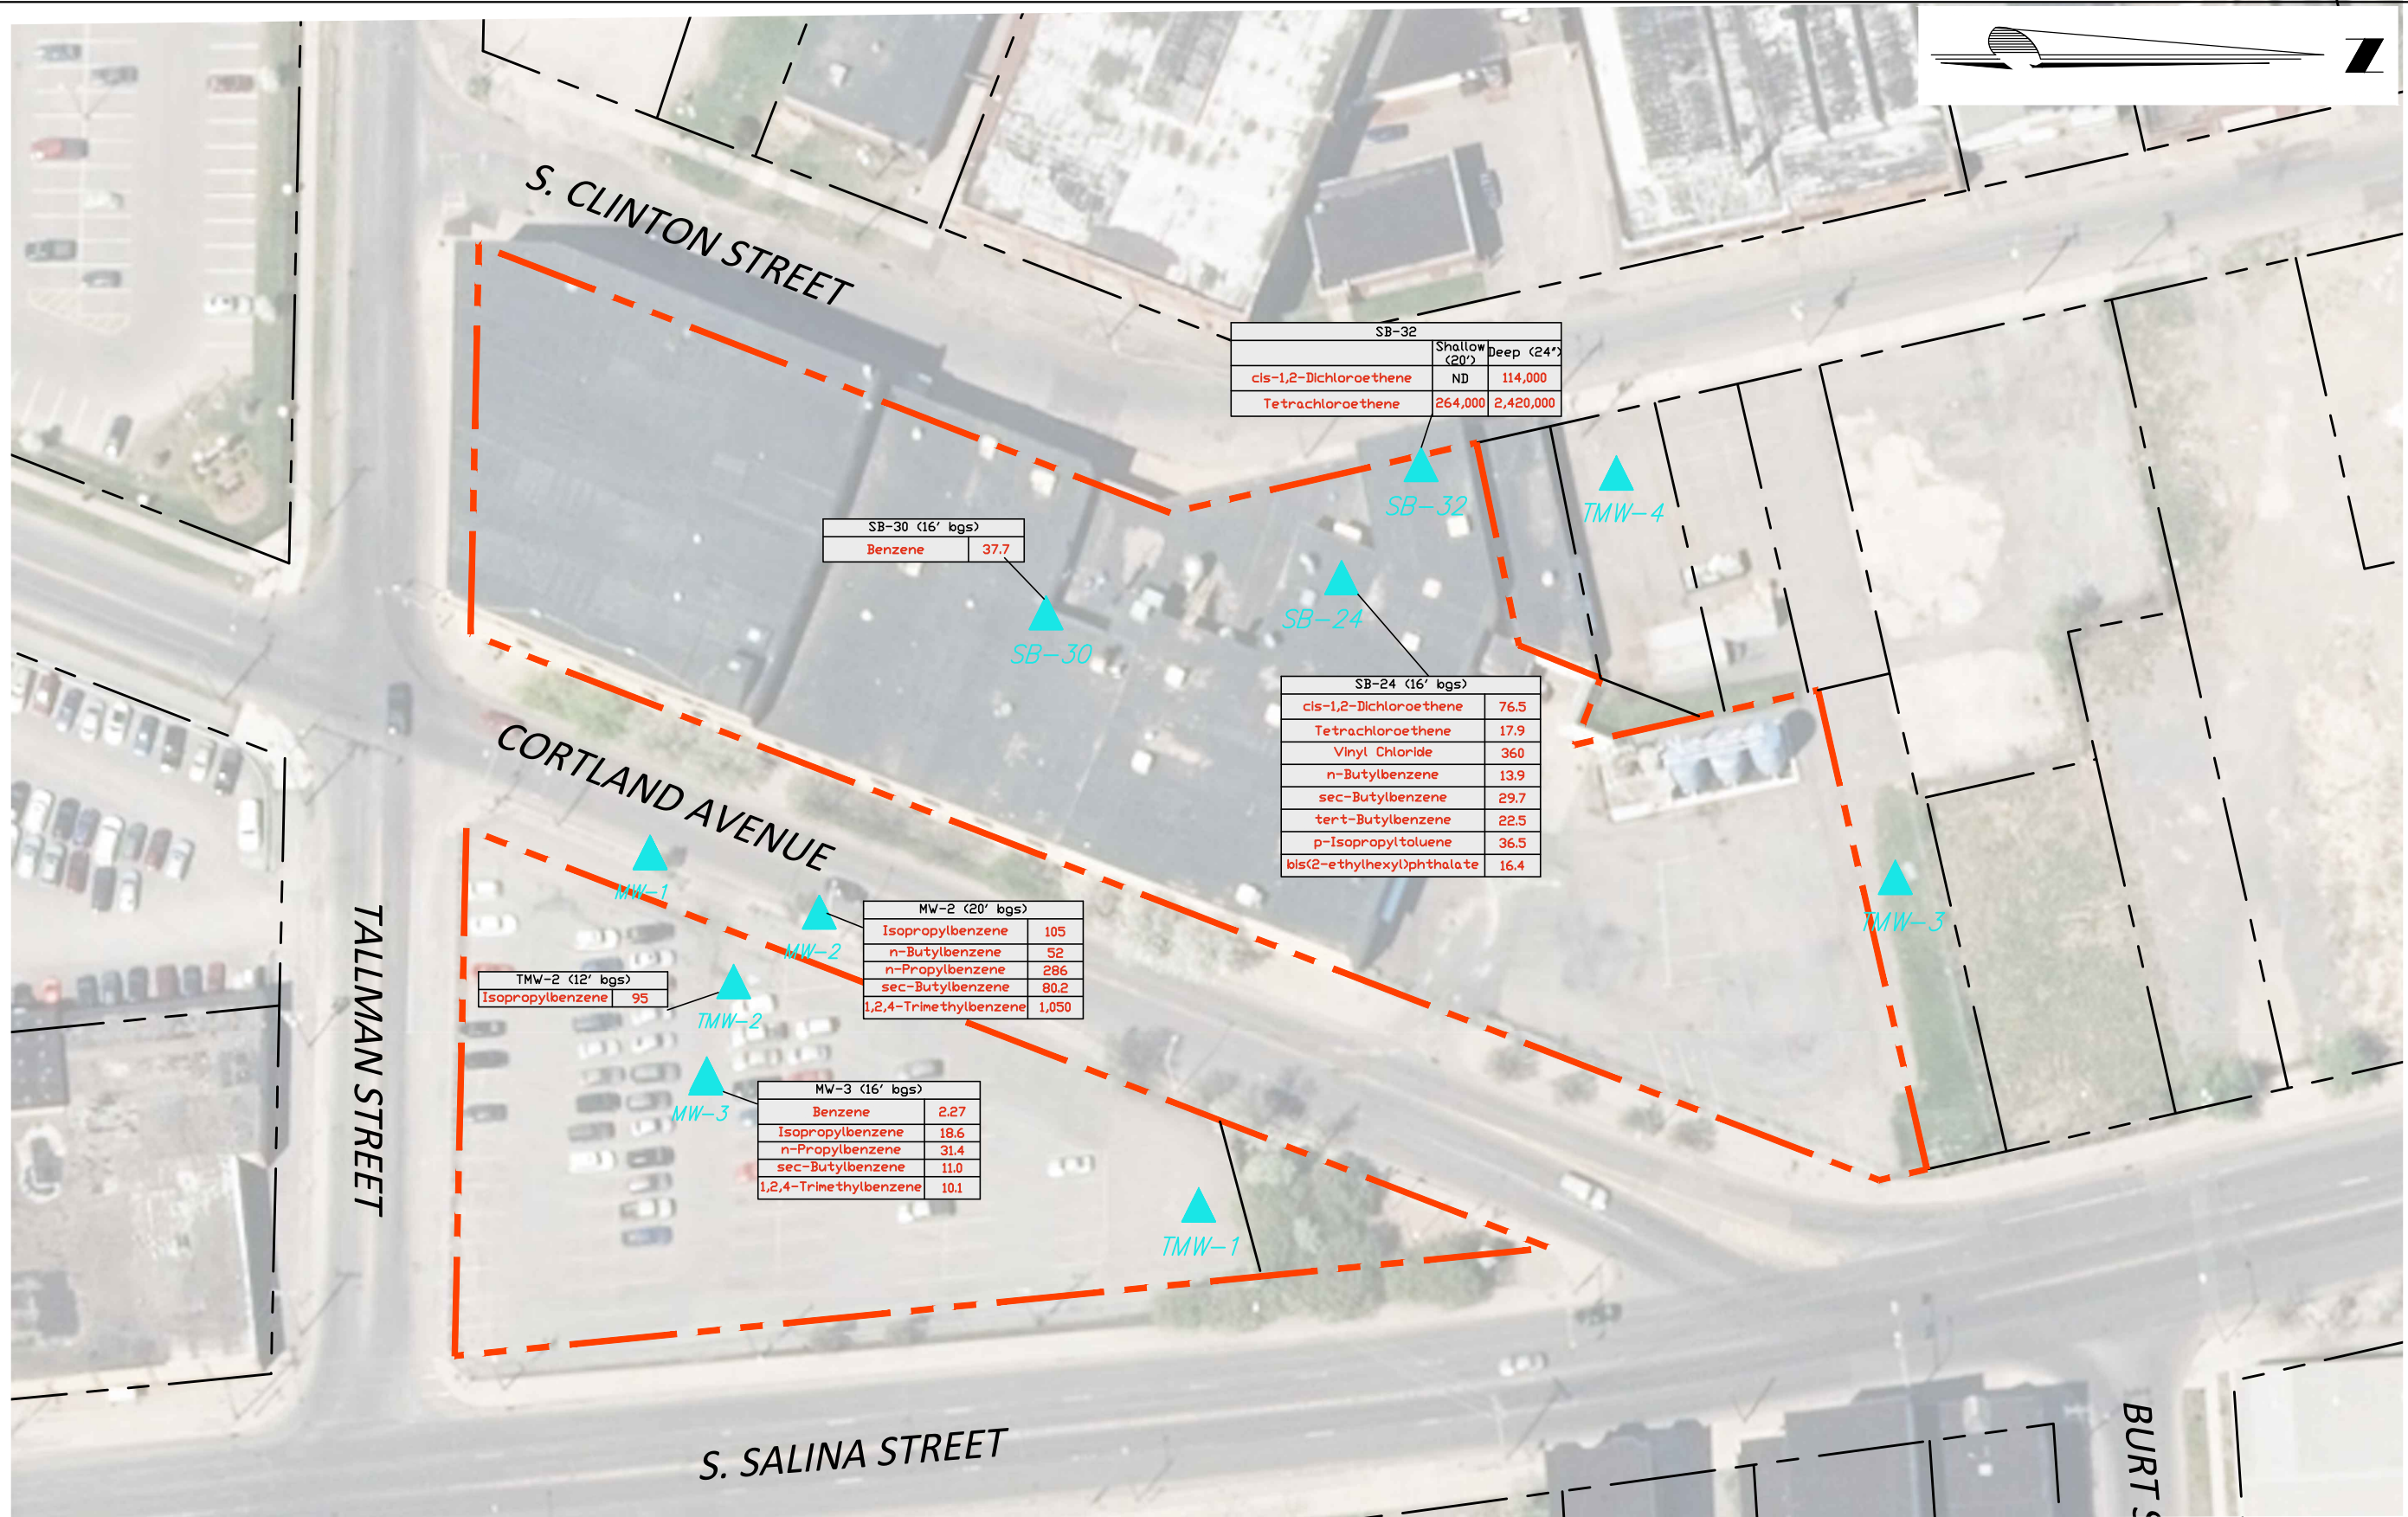 Z
S. CLINTON STREET
SB-32
Shallow (20') Deep (24")
cis-1,2-Dichloroethene ND 114,000
Tetrachloroethene 264,000 2,420,000
SB-32
TMW-4
SB-30 (16' bgs)
Benzene 37.7
SB-30
SB-24
SB-24 (16' bgs)
cis-1,2-Dichloroethene 76.5
Tetrachloroethene 17.9
Vinyl Chloride 360
n-Butylbenzene 13.9
sec-Butylbenzene 29.7
tert-Butylbenzene 22.5
p-Isopropyltoluene 36.5
bis(2-ethylhexyl)phthalate 16.4
CORTLAND AVENUE
MW-1
MW-2
MW-2 (20' bgs)
Isopropylbenzene 105
n-Butylbenzene 52
n-Propylbenzene 286
sec-Butylbenzene 80.2
1,2,4-Trimethylbenzene 1,050
TMW-3
TMW-2 (12' bgs)
Isopropylbenzene 95
TMW-2
TALLMAN STREET
MW-3
MW-3 (16' bgs)
Benzene 2.27
Isopropylbenzene 18.6
n-Propylbenzene 31.4
sec-Butylbenzene 11.0
1,2,4-Trimethylbenzene 10.1
TMW-1
S. SALINA STREET
BURT S